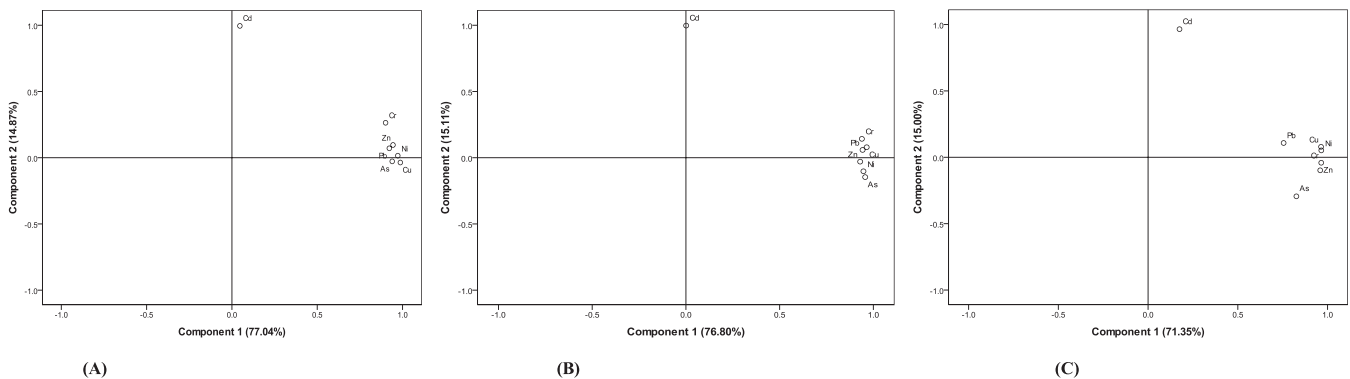 Component 2 (14.87%)
1.0
0.5
0.0
-0.5
-1.0
Cd
Cr
Zn
Ni
Pb
As
Cu
-1.0 0.5 0.0 0.5 1.0
Component 1 (77.04%)
(A)
Component 2 (15.11%)
1.0
0.5
0.0
-0.5
-1.0
Cd
Cr
Pb
Zn
Cu
Ni
As
-1.0 0.5 0.0 0.5 1.0
Component 1 (76.80%)
(B)
Component 2 (15.00%)
1.0
0.5
0.0
-0.5
-1.0
Cd
Pb
Cu
Ni
Cr
Zn
As
-1.0 0.5 0.0 0.5 1.0
Component 1 (71.35%)
(C)